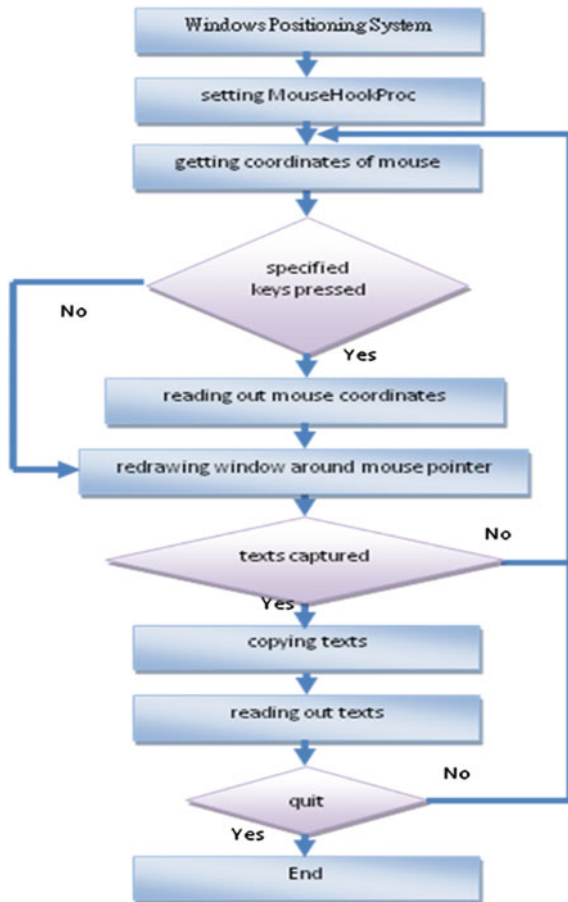 Windows Positioning System
setting MouseHookProc
getting coordinates of mouse
specified
keys pressed
No
Yes
reading out mouse coordinates
redrawing window around mouse pointer
No
texts captured
Yes
copying texts
reading out texts
No
quit
Yes
End